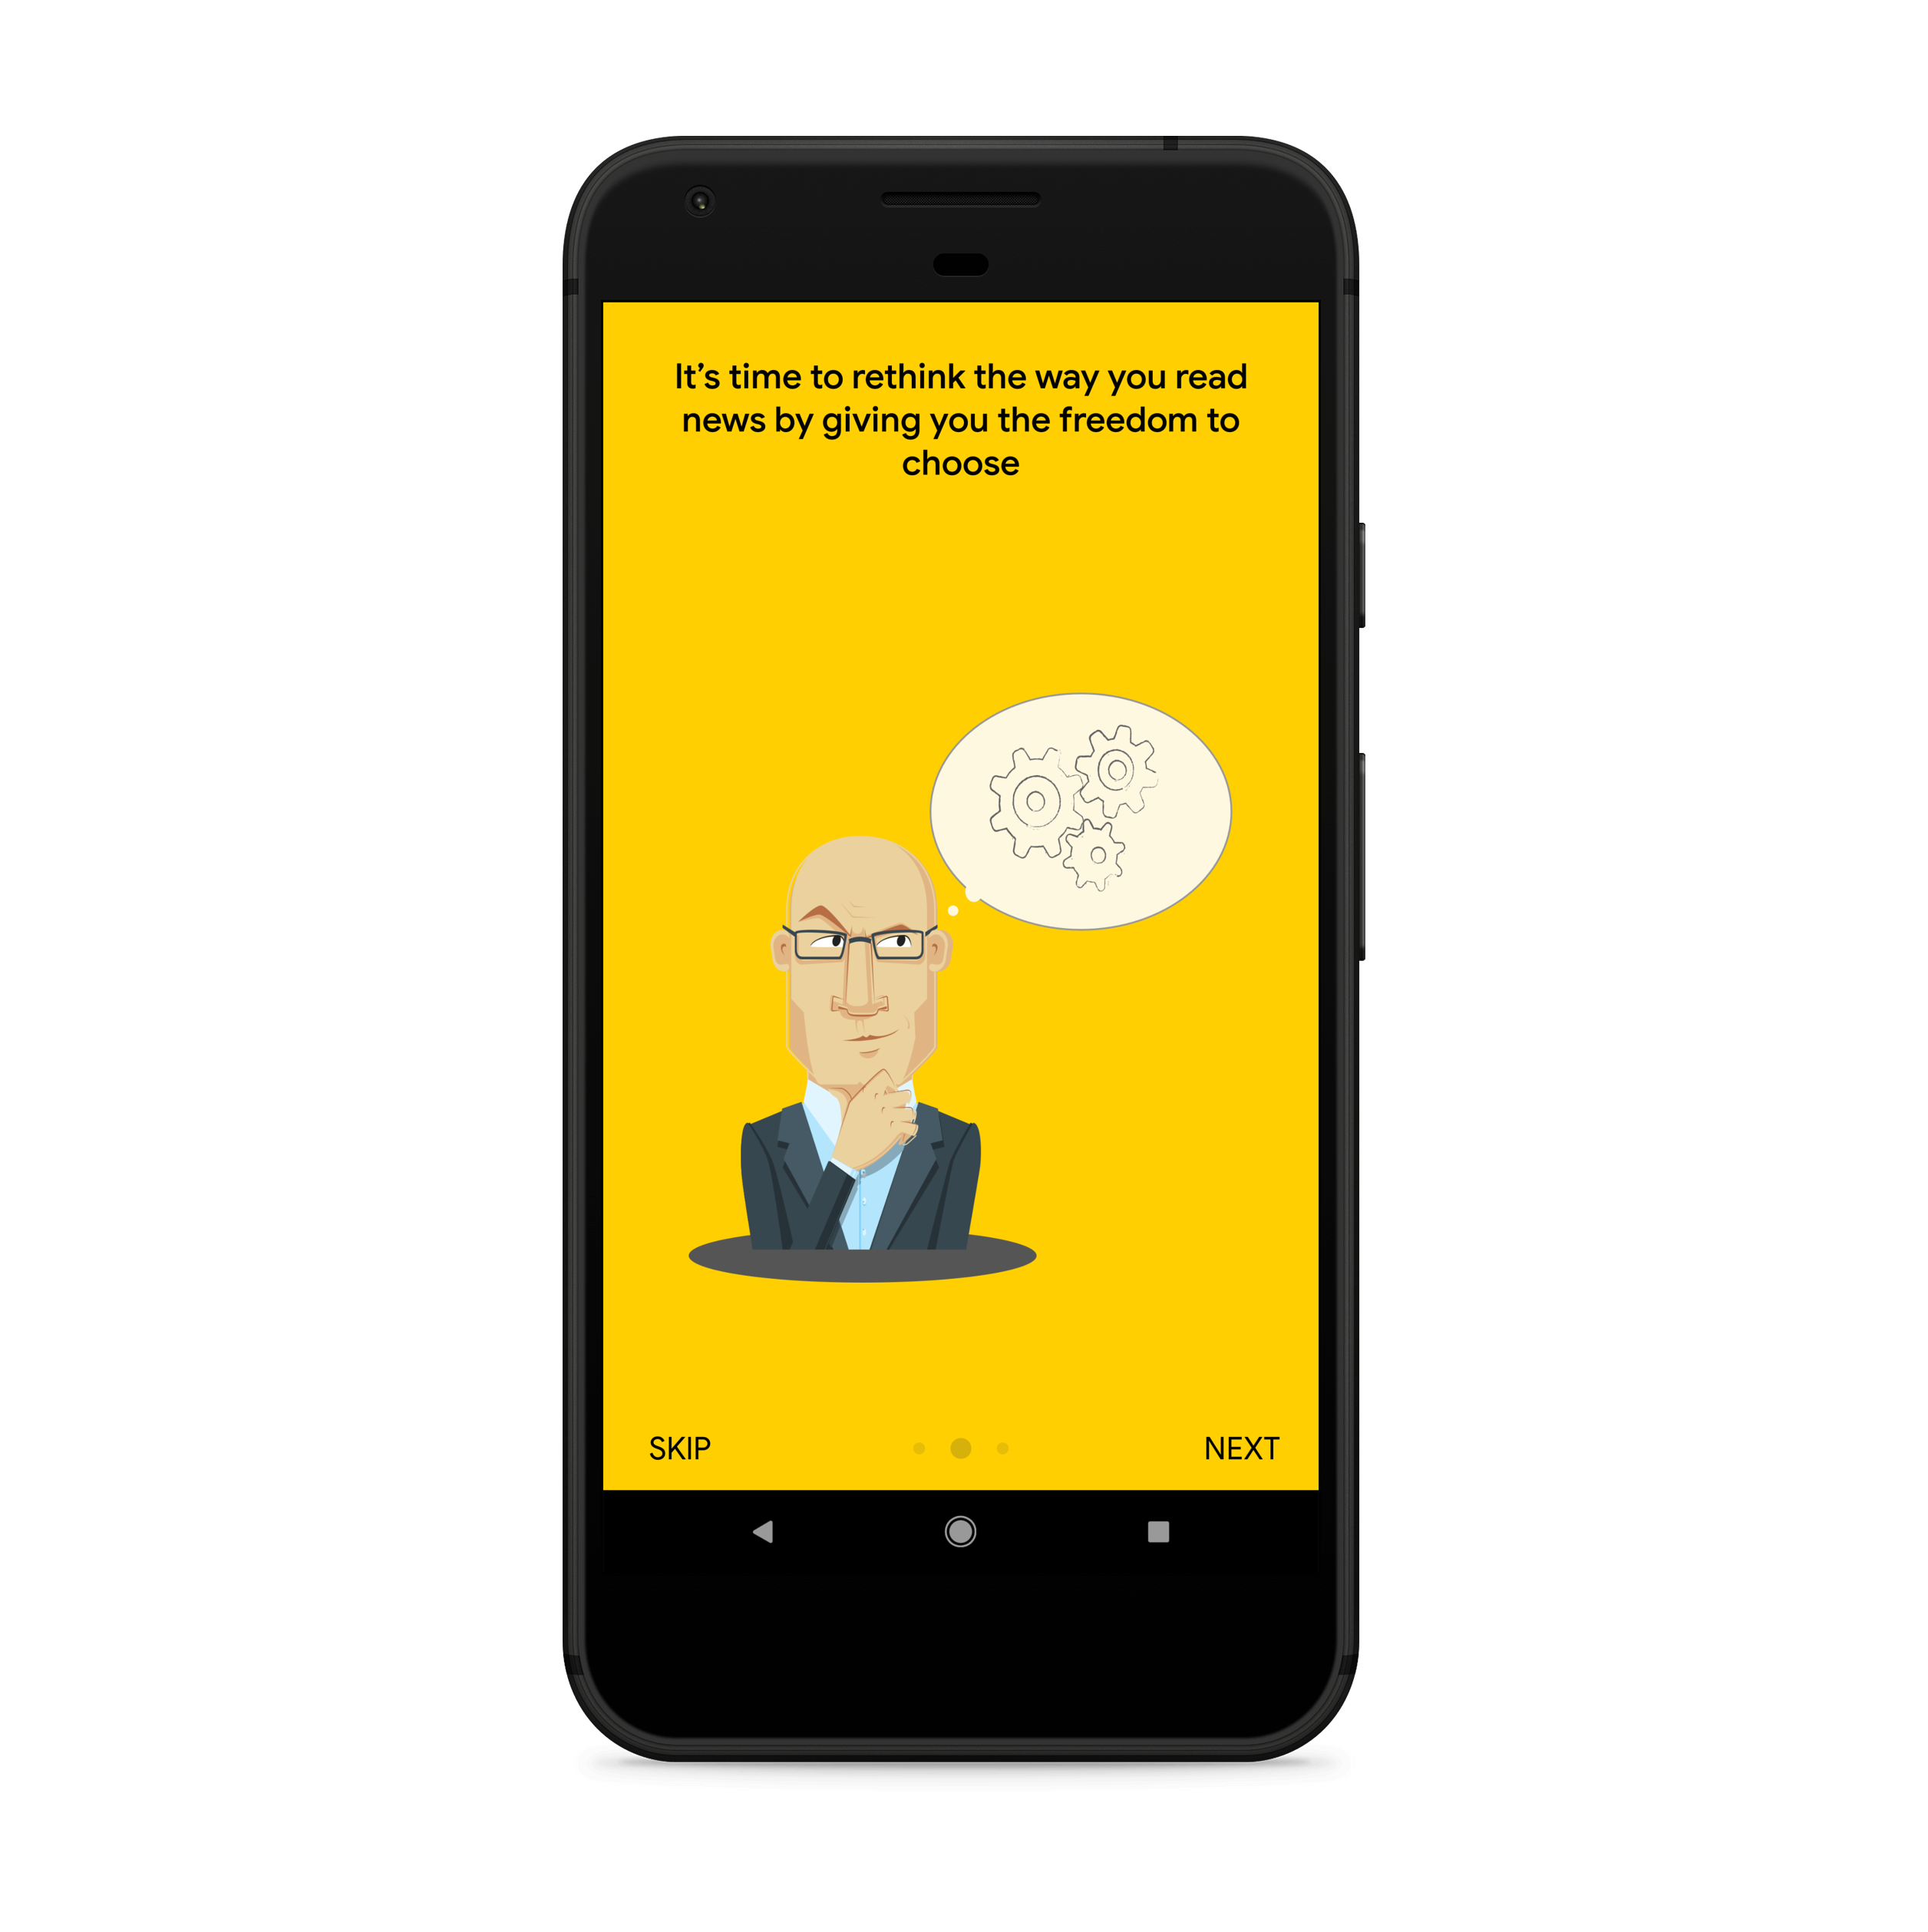 It’s time to rethink the way you read
news by giving you the freedom to
choose
SKIP
NEXT